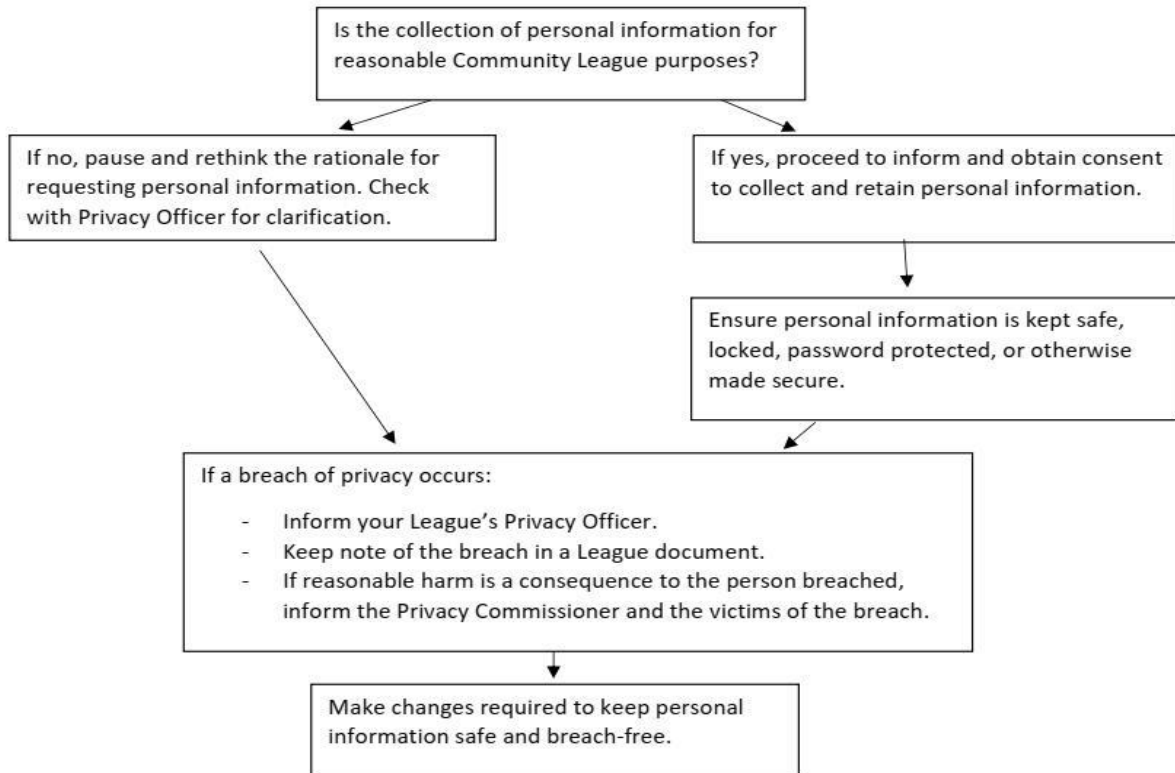 Is the collection of personal information for
reasonable Community League purposes?
If no, pause and rethink the rationale for
requesting personal information. Check
with Privacy Officer for clarification.
If yes, proceed to inform and obtain consent
to collect and retain personal information.
Ensure personal information is kept safe,
locked, password protected, or otherwise
made secure.
If a breach of privacy occurs:
- Inform your League’s Privacy Officer.
- Keep note of the breach in a League document.
- If reasonable harm is a consequence to the person breached,
inform the Privacy Commissioner and the victims of the breach.
Make changes required to keep personal
information safe and breach-free.